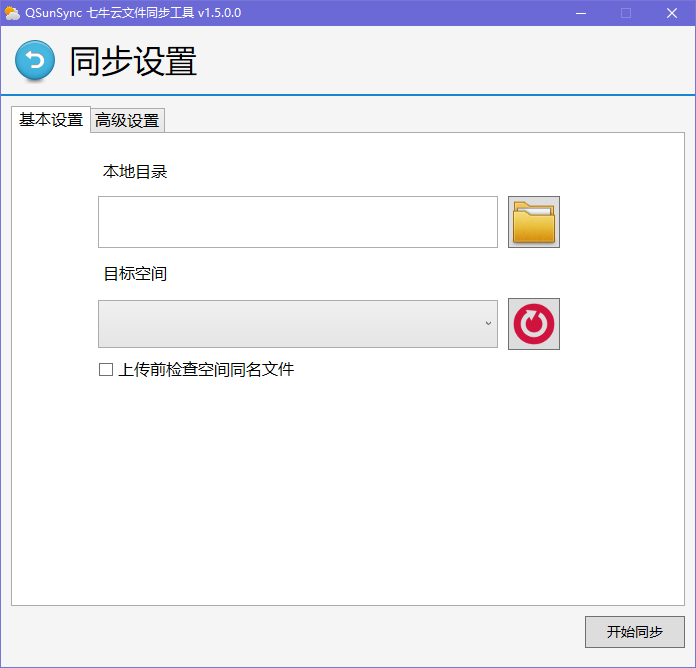 QSunSync 七牛云文件同步工具 v1.5.0.0
同步设置
基本设置 高级设置
本地目录
目标空间
上传前检查空间同名文件
开始同步